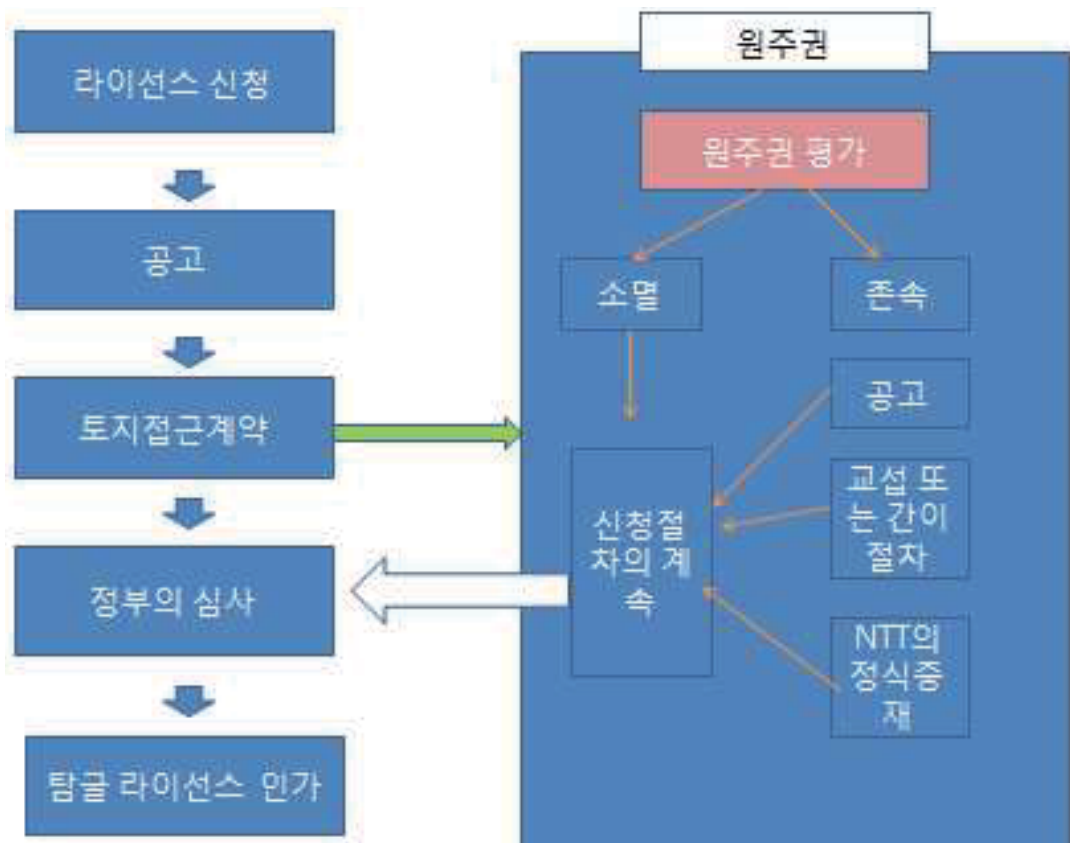 라이선스 신청
공고
토지접근계약
정부의 심사
탐글 라이선스 인가
원주권
원주권 평가
소멸
존속
공고
교섭 또
는 간이
절차
신청절
차의 계
속
NTT의
정식중
재